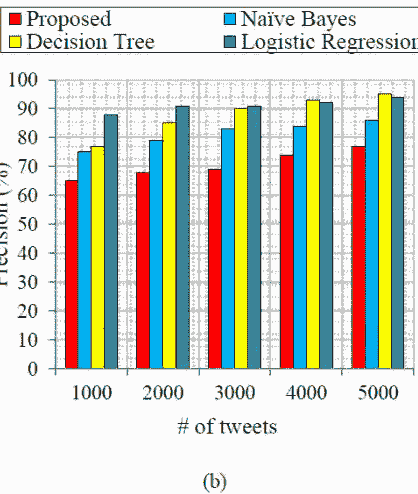 Proposed Naïve Bayes
Decision Tree Logistic Regression
100
90
80
70
60
50
40
30
20
10
0
Precision (%)
1000 2000 3000 4000 5000
# of tweets
(b)